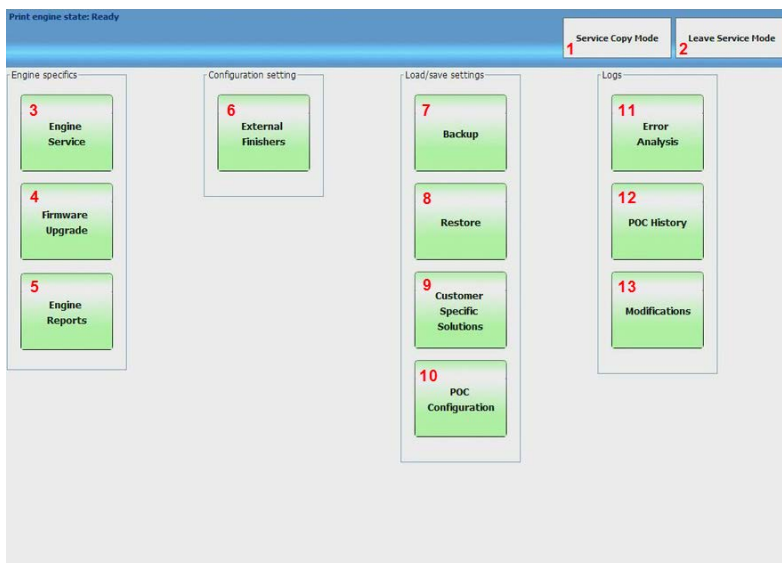 Print engine state: Ready
Service Copy Mode
1
Leave Service Mode
2
Engine specifics
3
Engine
Service
4
Firmware
Upgrade
5
Engine
Reports
Configuration setting
6
External
Finishers
Load/save settings
7
Backup
8
Restore
9
Customer
Specific
Solutions
10
POC
Configuration
Logs
11
Error
Analysis
12
POC History
13
Modifications